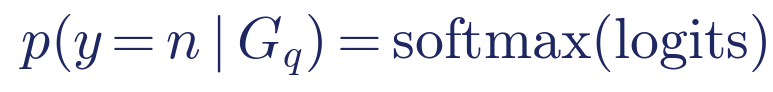 p(y = n | G_q) = softmax(logits)